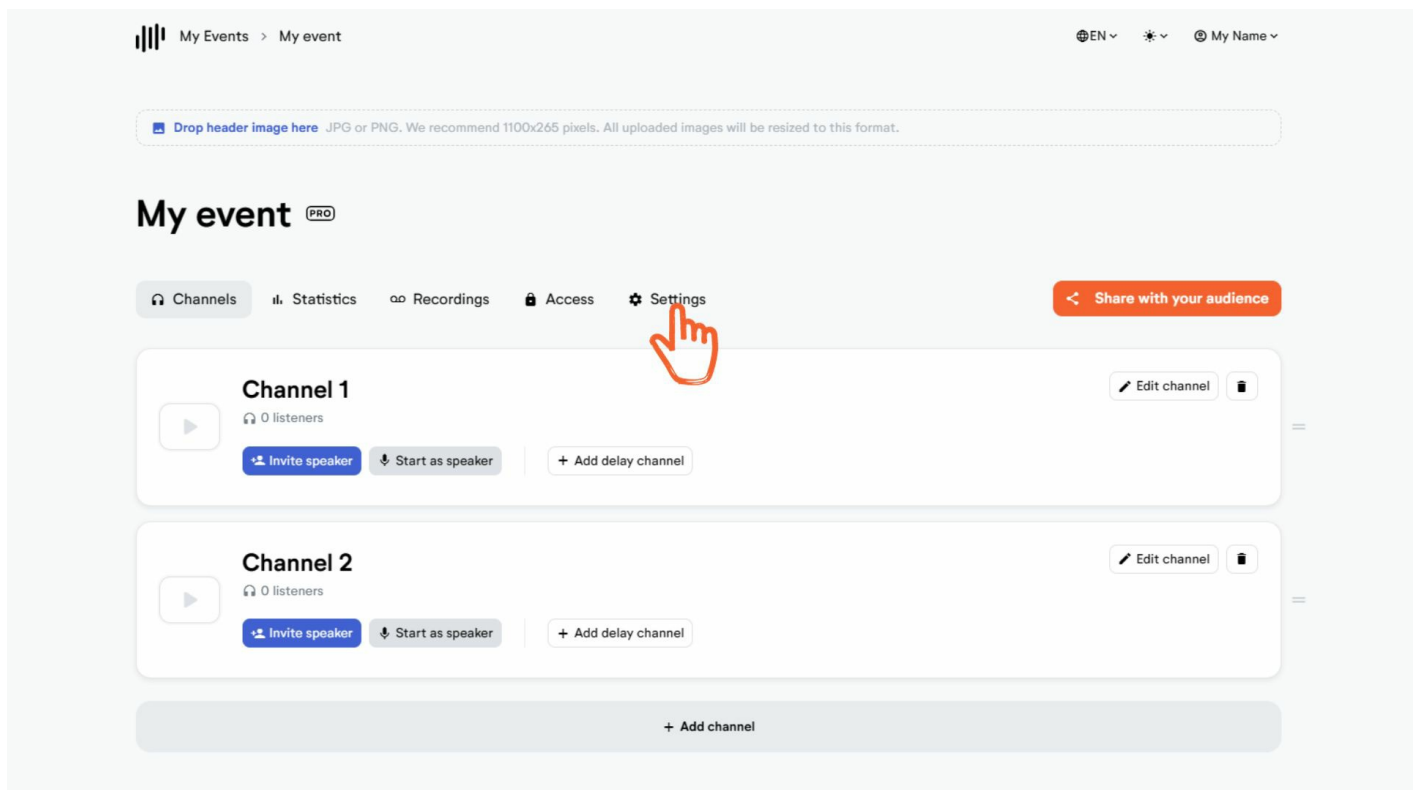 My Events > My event
EN
My Name
Drop header image here JPG or PNG. We recommend 1100x265 pixels. All uploaded images will be resized to this format.
My event PRO
Channels
Statistics
Recordings
Access
Settings
Share with your audience
Channel 1
Edit channel
0 listeners
Invite speaker
Start as speaker
+ Add delay channel
Channel 2
Edit channel
0 listeners
Invite speaker
Start as speaker
+ Add delay channel
+ Add channel